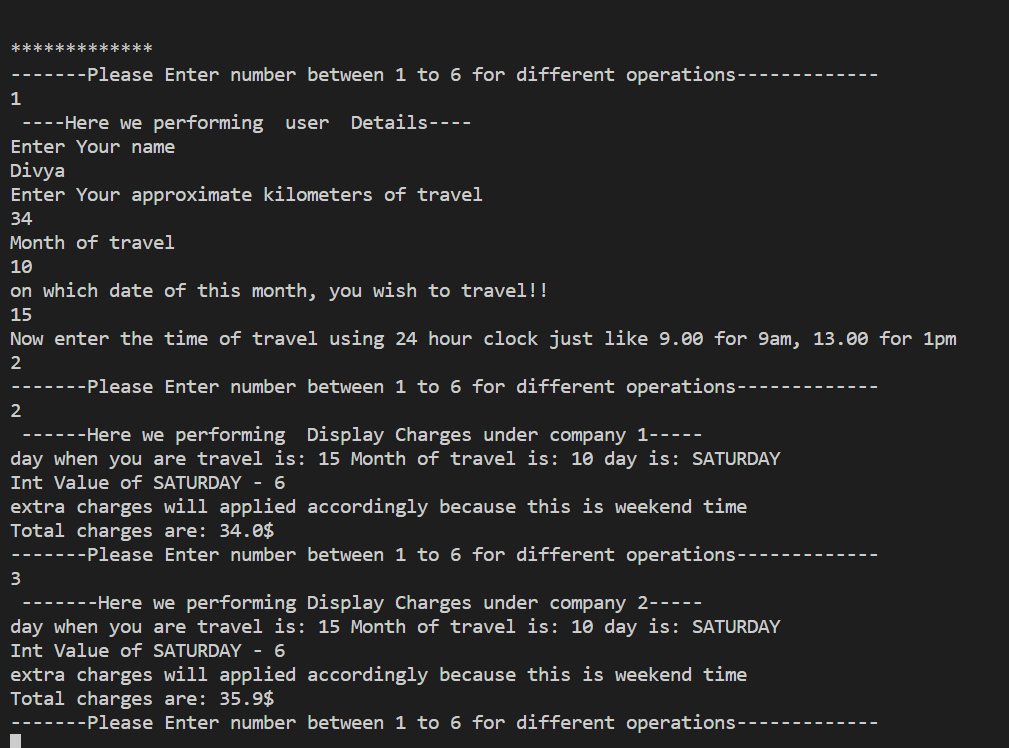 *************
-------Please Enter number between 1 to 6 for different operations-------------
1
 ----Here we performing  user  Details----
Enter Your name
Divya
Enter Your approximate kilometers of travel
34
Month of travel
10
on which date of this month, you wish to travel!!
15
Now enter the time of travel using 24 hour clock just like 9.00 for 9am, 13.00 for 1pm
2
-------Please Enter number between 1 to 6 for different operations-------------
2
 ------Here we performing  Display Charges under company 1-----
day when you are travel is: 15 Month of travel is: 10 day is: SATURDAY
Int Value of SATURDAY - 6
extra charges will applied accordingly because this is weekend time
Total charges are: 34.0$
-------Please Enter number between 1 to 6 for different operations-------------
3
 -------Here we performing Display Charges under company 2-----
day when you are travel is: 15 Month of travel is: 10 day is: SATURDAY
Int Value of SATURDAY - 6
extra charges will applied accordingly because this is weekend time
Total charges are: 35.9$
-------Please Enter number between 1 to 6 for different operations-------------